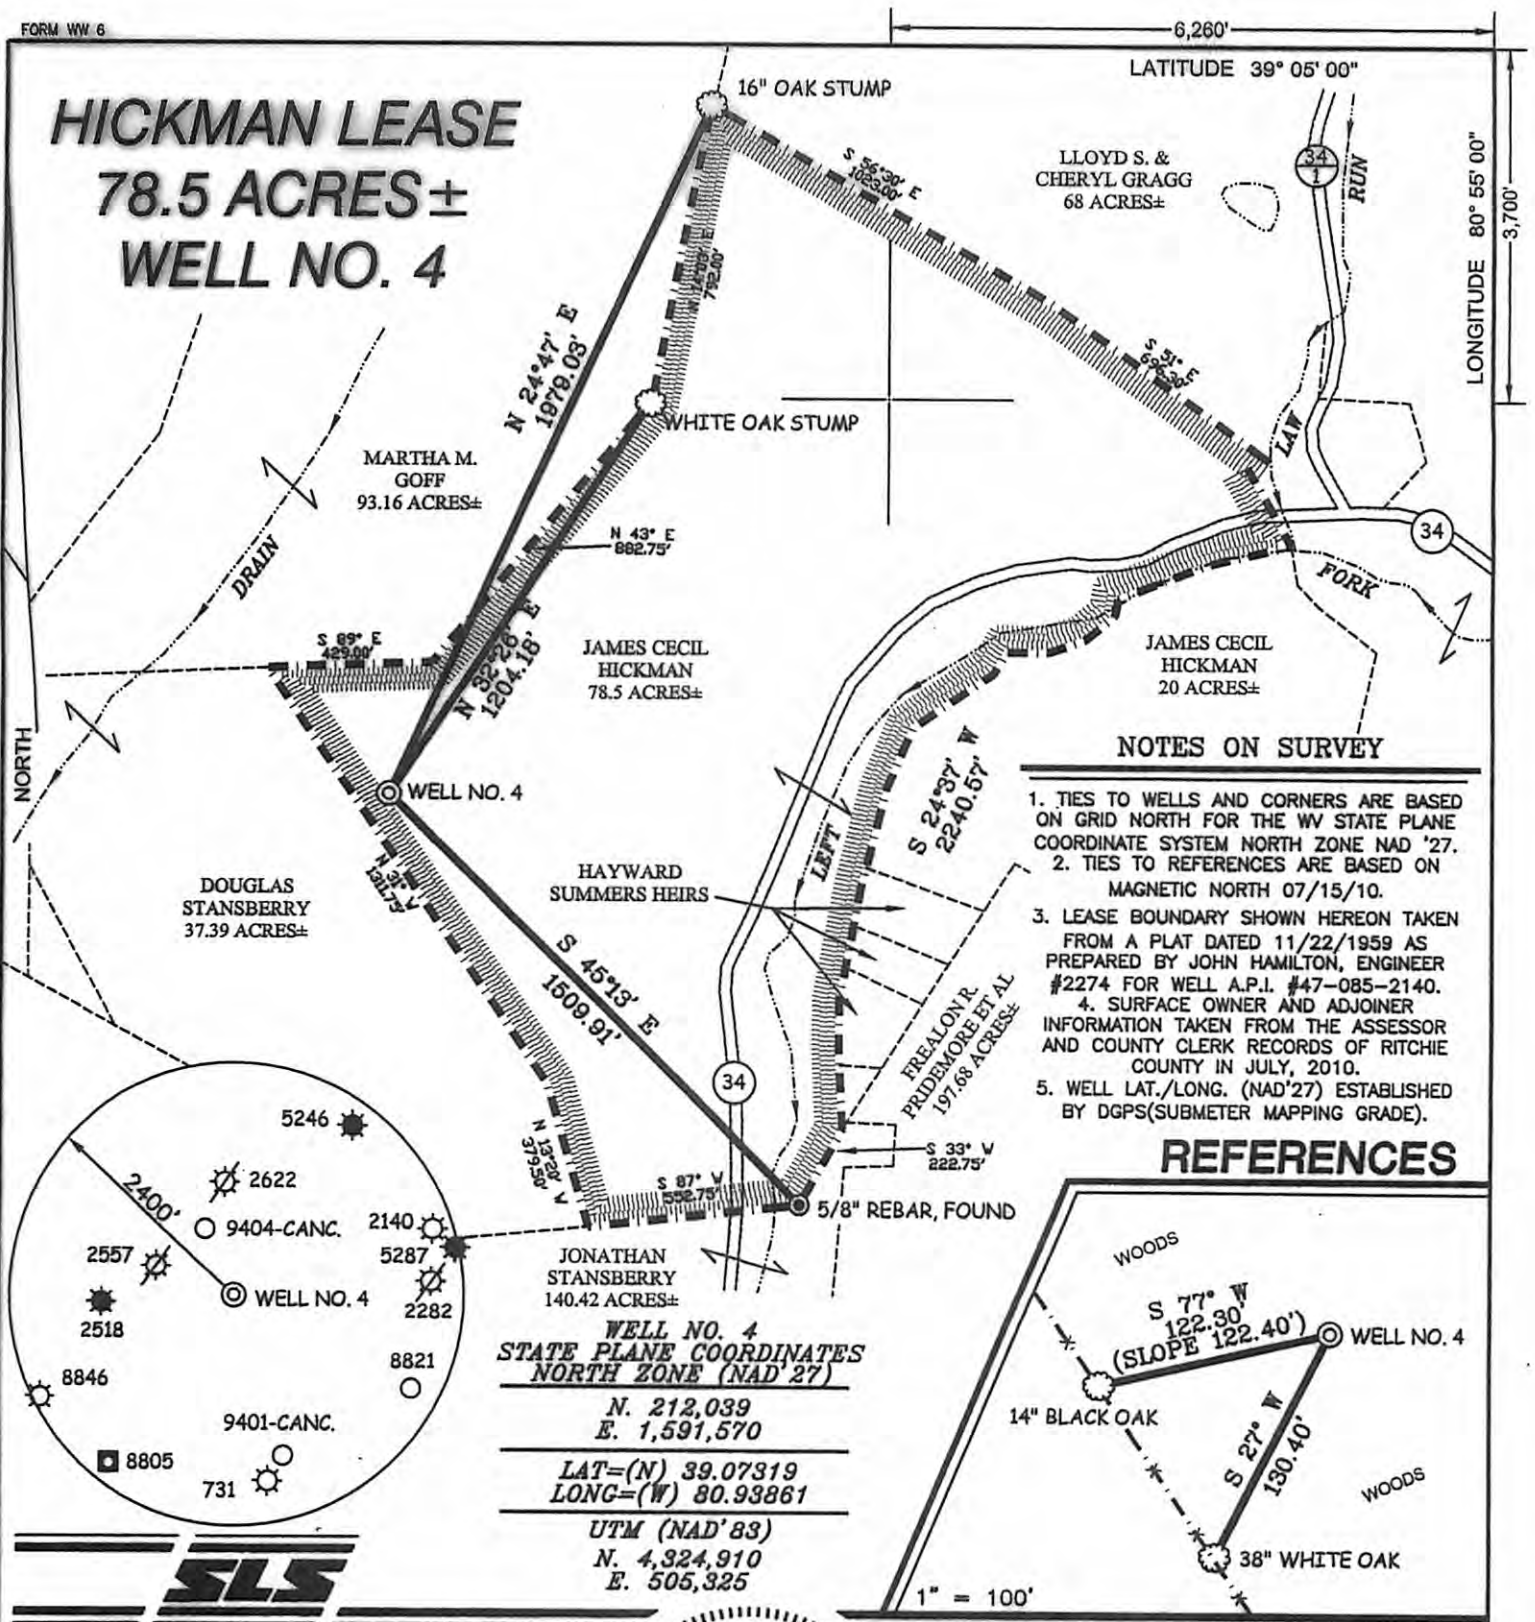 FORM WW 6
6,260'
LATITUDE 39° 05' 00"
LONGITUDE 80° 55' 00"
3,700'
HICKMAN LEASE
78.5 ACRES±
WELL NO. 4
16" OAK STUMP
S 56°30' E
1023.00'
LLOYD S. &
CHERYL GRAGG
68 ACRES±
34
1
RUN
792.00'
N 24°47' E
1979.03'
S 51° E
696.30'
LAW
WHITE OAK STUMP
MARTHA M.
GOFF
93.16 ACRES±
DRAIN
N 43° E
882.75'
34
FORK
S 89° E
429.00'
N 32°26' E
1204.18'
JAMES CECIL
HICKMAN
78.5 ACRES±
JAMES CECIL
HICKMAN
20 ACRES±
NORTH
WELL NO. 4
S 24°37' W
2240.57'
LEFT
N 31° W
1311.75'
DOUGLAS
STANSBERRY
37.39 ACRES±
HAYWARD
SUMMERS HEIRS
S 45°13' E
1509.91'
FREALON R.
PRIDEMORE ET AL
197.68 ACRES±
34
N 13°20' W
379.50'
S 33° W
222.75'
S 87° W
552.75'
5/8" REBAR, FOUND
JONATHAN
STANSBERRY
140.42 ACRES±
NOTES ON SURVEY
1. TIES TO WELLS AND CORNERS ARE BASED
ON GRID NORTH FOR THE WV STATE PLANE
COORDINATE SYSTEM NORTH ZONE NAD '27.
2. TIES TO REFERENCES ARE BASED ON
MAGNETIC NORTH 07/15/10.
3. LEASE BOUNDARY SHOWN HEREON TAKEN
FROM A PLAT DATED 11/22/1959 AS
PREPARED BY JOHN HAMILTON, ENGINEER
#2274 FOR WELL A.P.I. #47-085-2140.
4. SURFACE OWNER AND ADJOINER
INFORMATION TAKEN FROM THE ASSESSOR
AND COUNTY CLERK RECORDS OF RITCHIE
COUNTY IN JULY, 2010.
5. WELL LAT./LONG. (NAD'27) ESTABLISHED
BY DGPS(SUBMETER MAPPING GRADE).
5246
2622
2400'
9404-CANC.
2140
5287
2557
WELL NO. 4
2282
2518
8846
8821
9401-CANC.
8805
731
WELL NO. 4
STATE PLANE COORDINATES
NORTH ZONE (NAD'27)
N. 212,039
E. 1,591,570
LAT=(N) 39.07319
LONG=(W) 80.93861
UTM (NAD'83)
N. 4,324,910
E. 505,325
REFERENCES
WOODS
S 77° W
122.30'
(SLOPE 122.40')
WELL NO. 4
14" BLACK OAK
S 27° W
130.40'
WOODS
38" WHITE OAK
1" = 100'
SLS